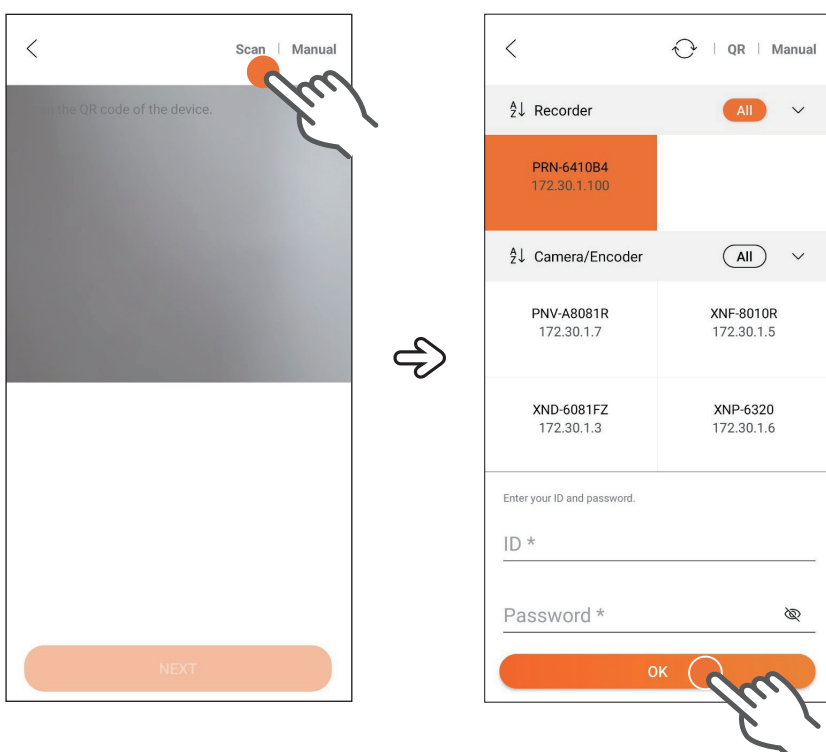 Scan | Manual
the QR code of the device.
NEXT
QR | Manual
Recorder
All
PRN-6410B4
172.30.1.100
Camera/Encoder
All
PNV-A8081R
172.30.1.7
XNF-8010R
172.30.1.5
XND-6081FZ
172.30.1.3
XNP-6320
172.30.1.6
Enter your ID and password.
ID *
Password *
OK